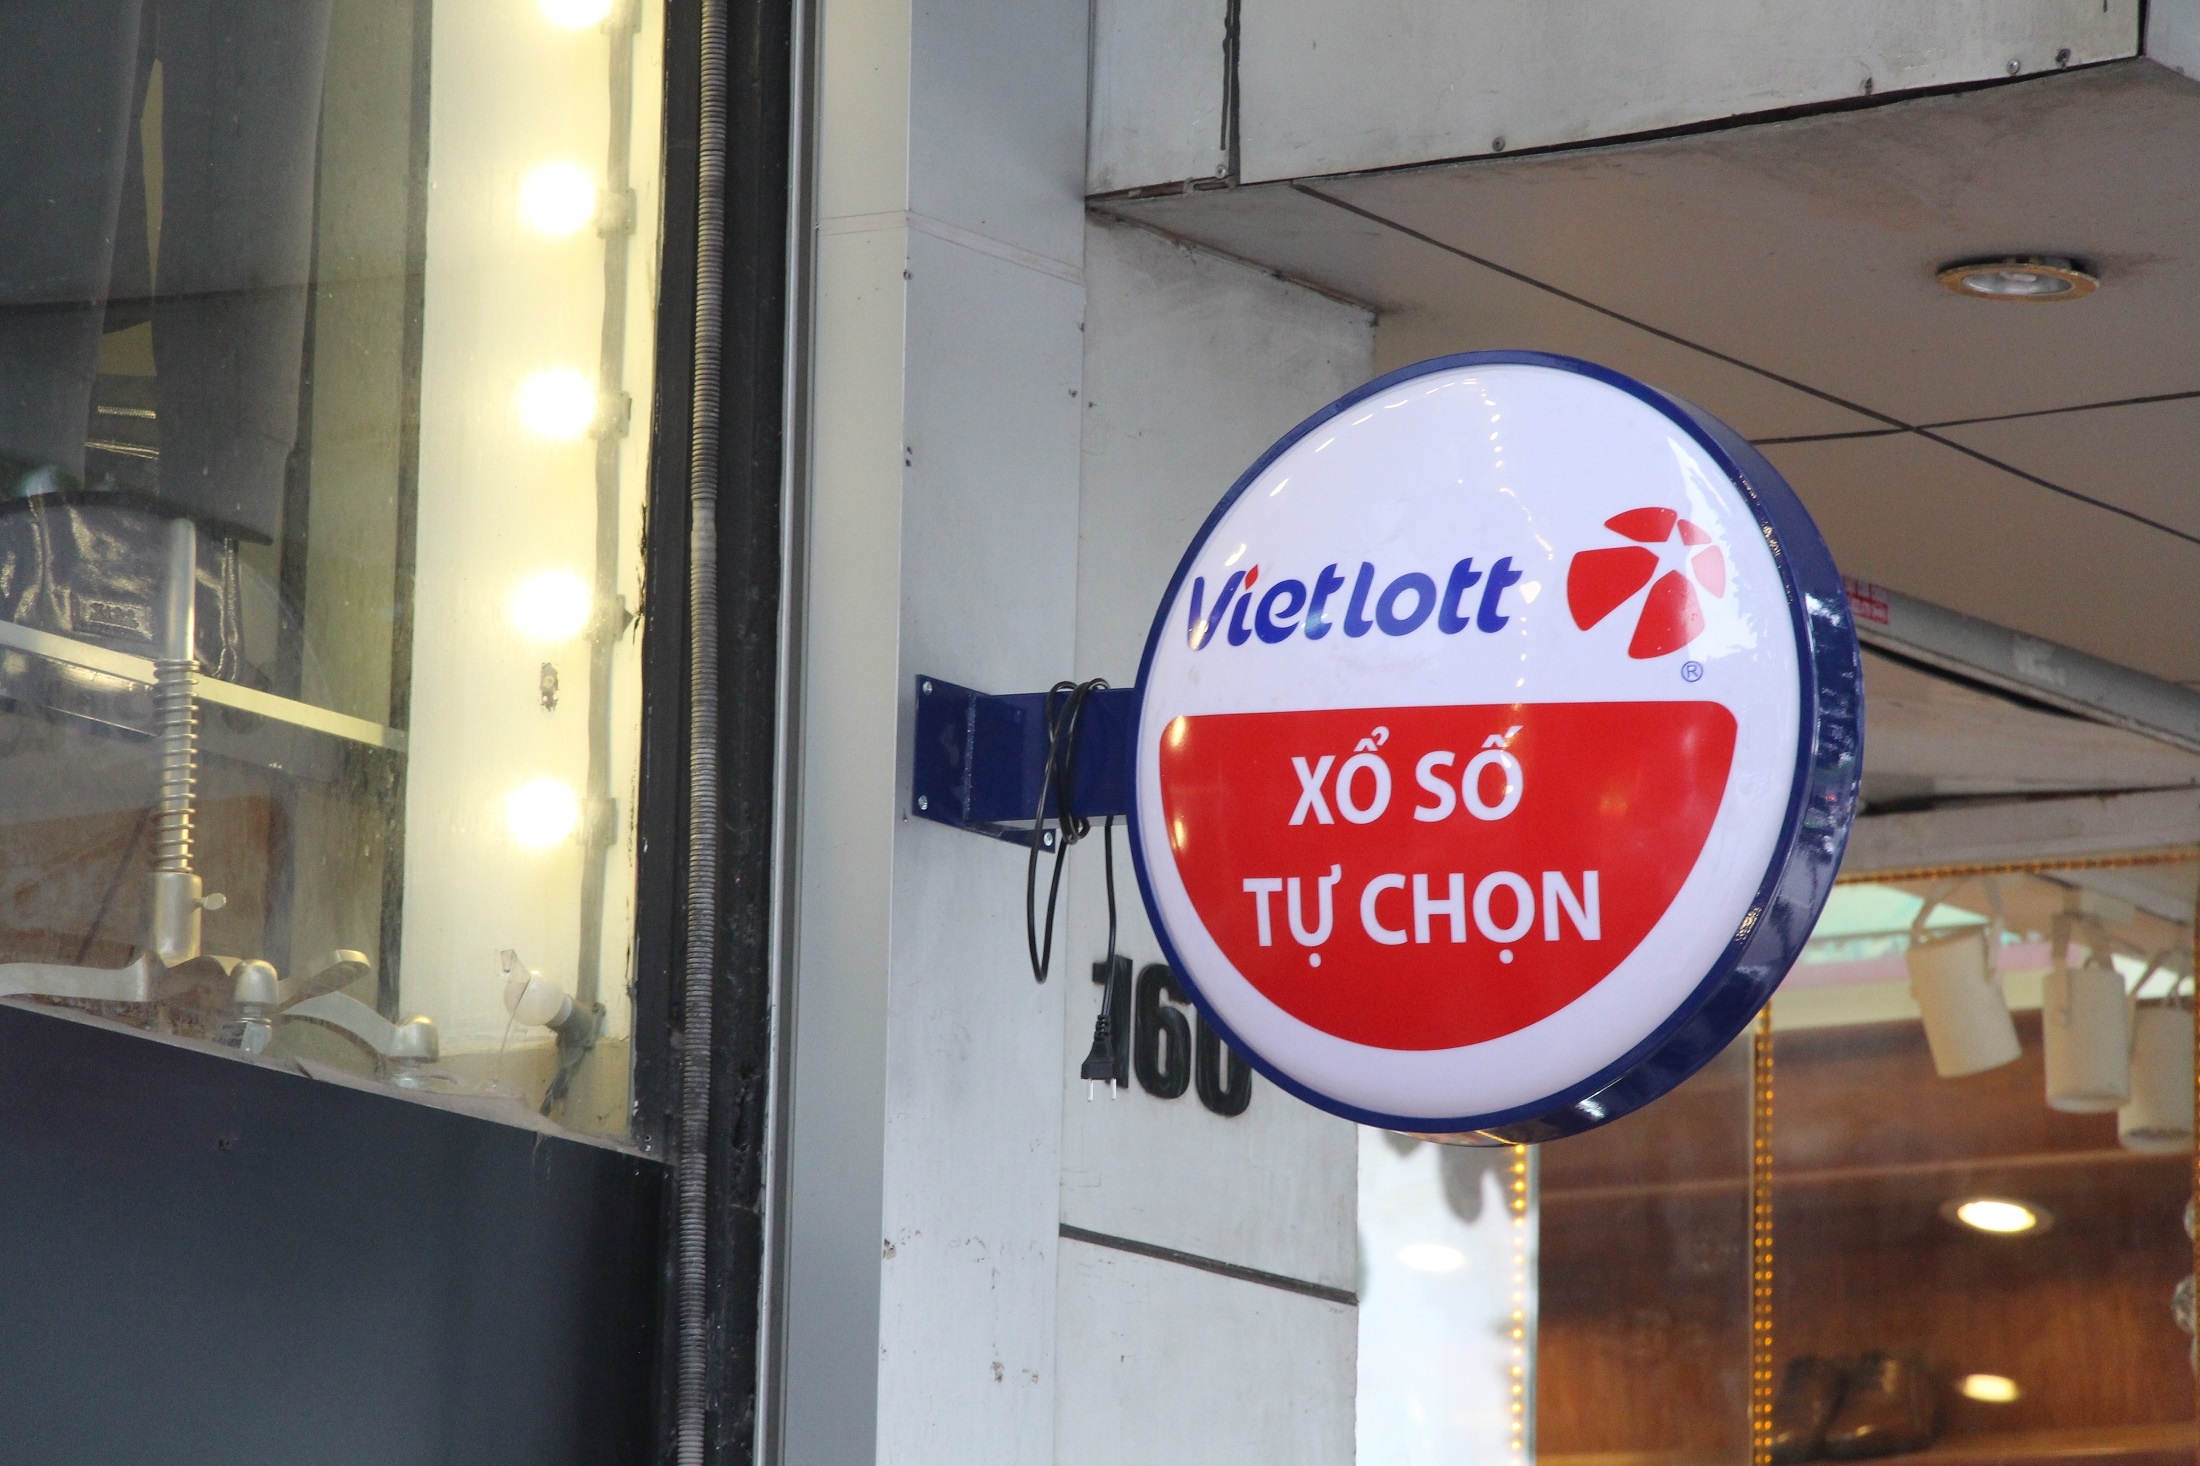 Vietlott
®
XỔ SỐ
TỰ CHỌN
160